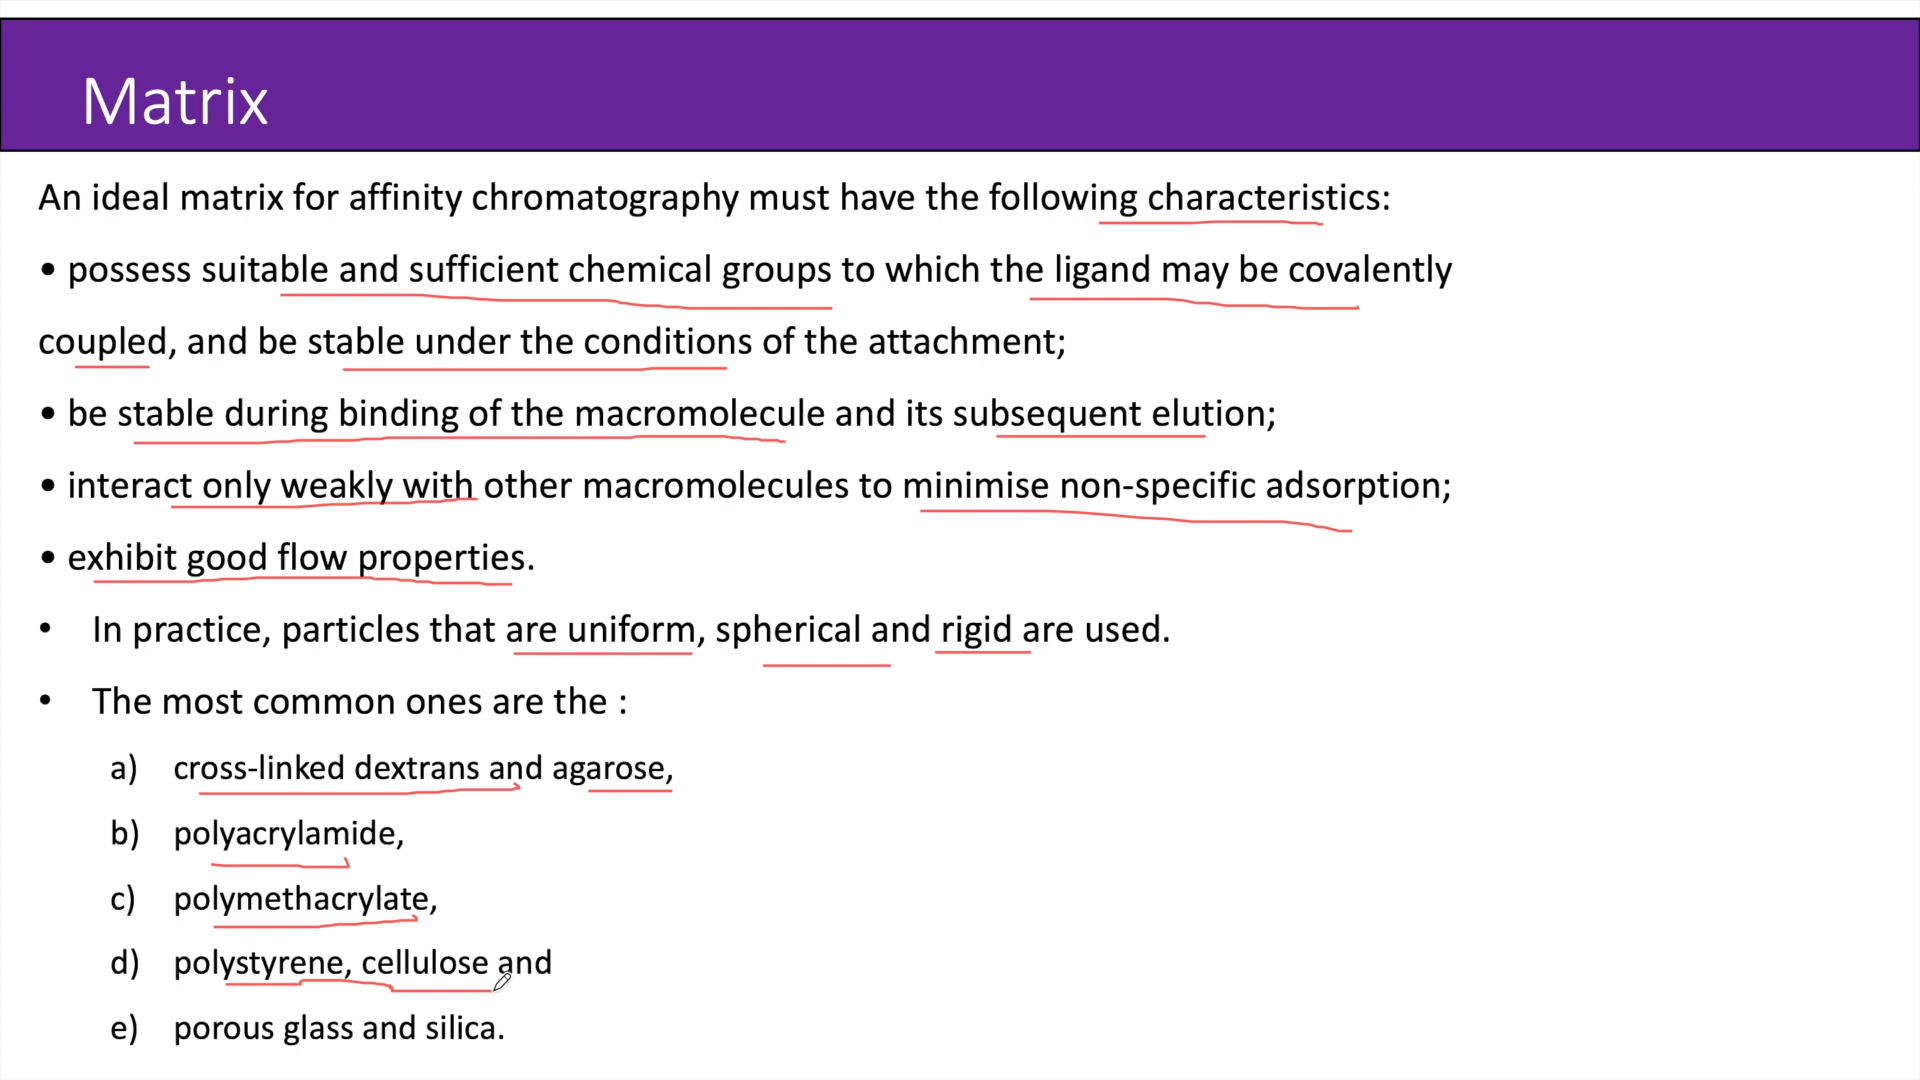 Matrix
An ideal matrix for affinity chromatography must have the following characteristics:
• possess suitable and sufficient chemical groups to which the ligand may be covalently
coupled, and be stable under the conditions of the attachment;
• be stable during binding of the macromolecule and its subsequent elution;
• interact only weakly with other macromolecules to minimise non-specific adsorption;
• exhibit good flow properties.
• In practice, particles that are uniform, spherical and rigid are used.
• The most common ones are the :
a) cross-linked dextrans and agarose,
b) polyacrylamide,
c) polymethacrylate,
d) polystyrene, cellulose and
e) porous glass and silica.